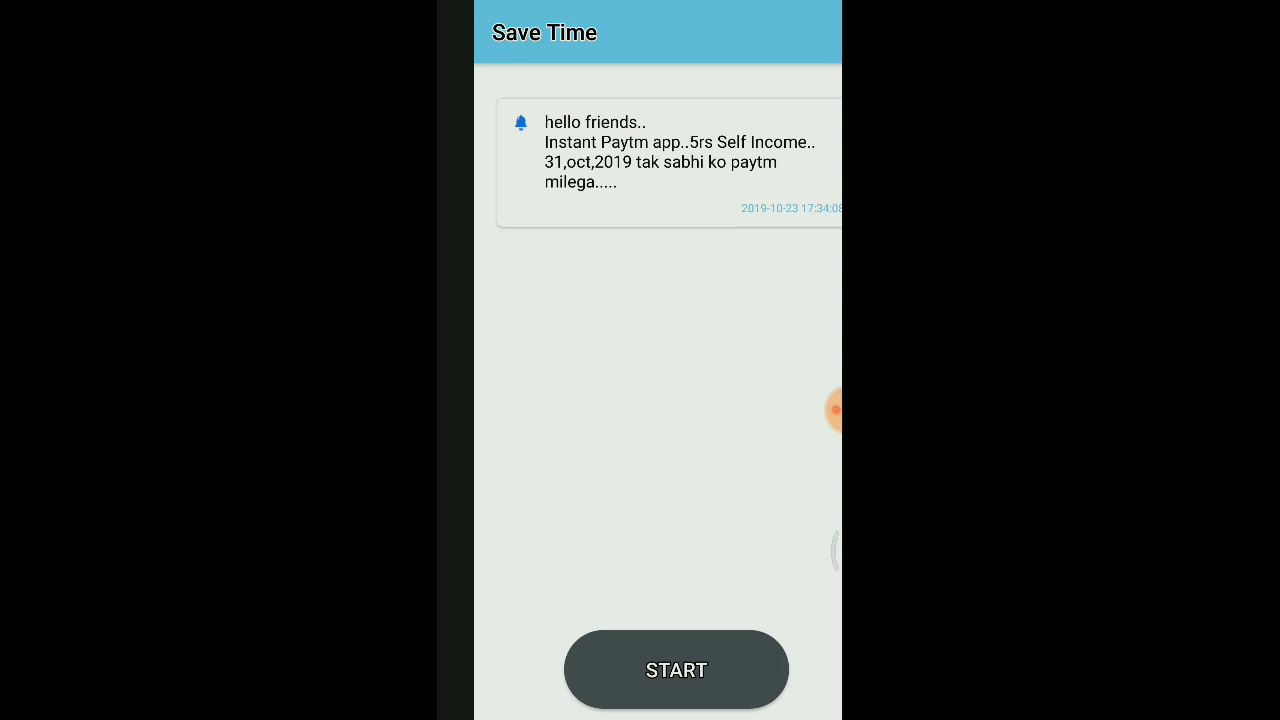 Save Time
hello friends..
Instant Paytm app..5rs Self Income..
31,oct,2019 tak sabhi ko paytm
milega.....
2019-10-23 17:34:08
START